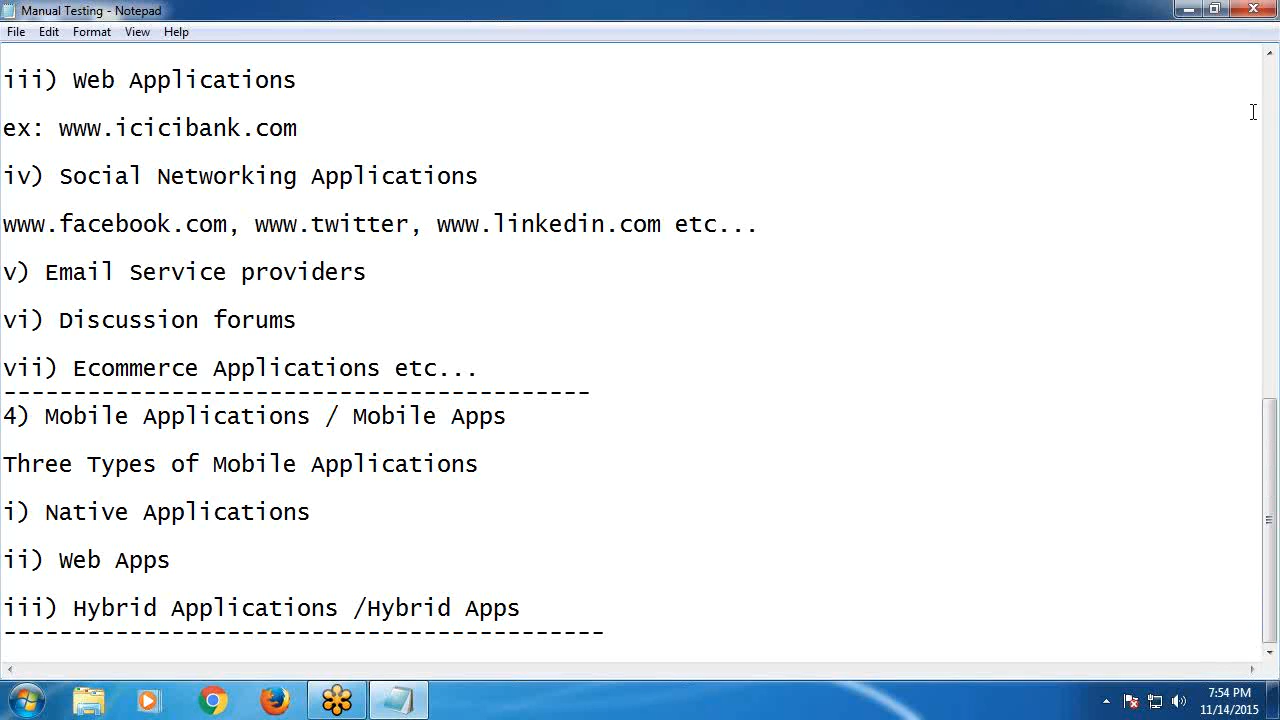 Manual Testing - Notepad
File Edit Format View Help
iii) Web Applications
ex: www.icicibank.com
iv) Social Networking Applications
www.facebook.com, www.twitter, www.linkedin.com etc...
v) Email Service providers
vi) Discussion forums
vii) Ecommerce Applications etc...
------------------------------------------
4) Mobile Applications / Mobile Apps
Three Types of Mobile Applications
i) Native Applications
ii) Web Apps
iii) Hybrid Applications /Hybrid Apps
-------------------------------------------
7:54 PM
11/14/2015